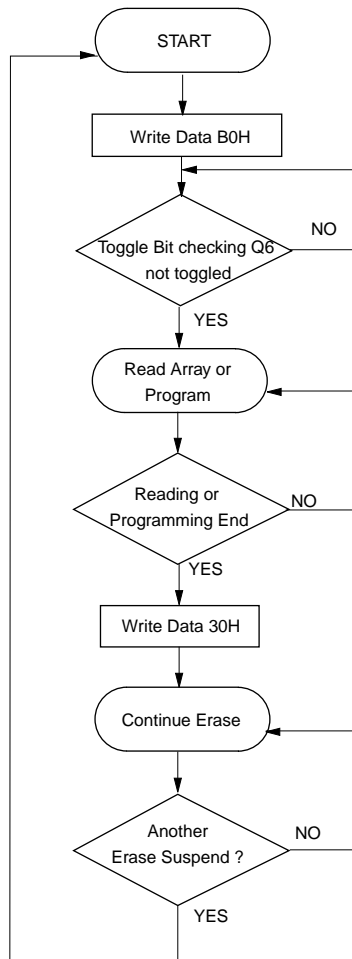 START
Write Data B0H
Toggle Bit checking Q6
not toggled
NO
YES
Read Array or
Program
Reading or
Programming End
NO
YES
Write Data 30H
Continue Erase
Another
Erase Suspend ?
NO
YES